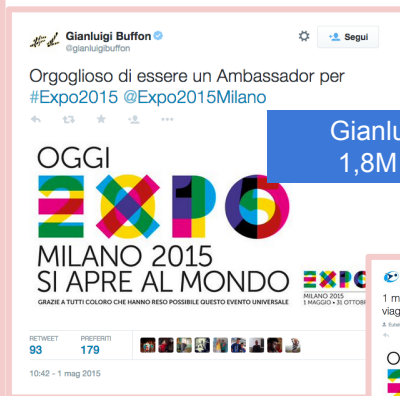 Gianluigi Buffon
@gianluigibuffon
Segui
Orgoglioso di essere un Ambassador per
#Expo2015 @Expo2015Milano
Gianlu
1,8M
OGGI
EXPO
MILANO 2015
SI APRE AL MONDO
GRAZIE A TUTTI COLORO CHE HANNO RESO POSSIBILE QUESTO EVENTO UNIVERSALE
EXPO
MILANO 2015
1 MAGGIO • 31 OTTOB
RETWEET
PREFERITI
93
179
10:42 - 1 mag 2015
1 m
viag